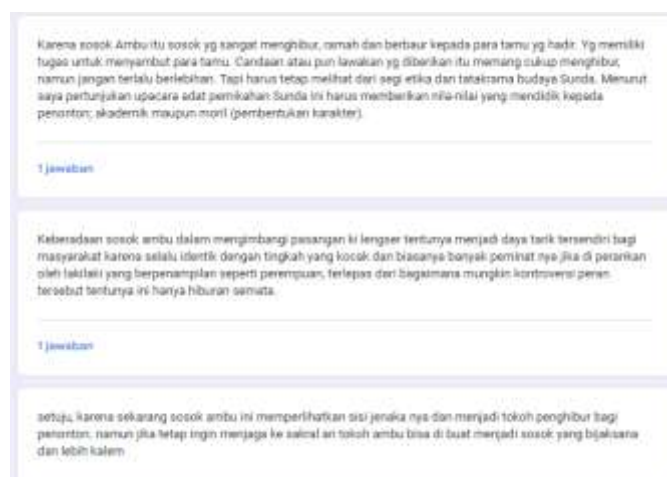 Karena sosok Ambu itu sosok yg sangat menghibur, ramah dan berbaur kepada para tamu yg hadir. Yg memiliki
tugas untuk menyambut para tamu. Candaan atau pun lawakan yg diberikan itu memang cukup menghibur,
namun jangan terlalu berlebihan. Tapi harus tetap melihat dari segi etika dan tatakrama budaya Sunda. Menurut
saya pertunjukan upacara adat pernikahan Sunda ini harus memberikan nila-nilai yang mendidik kepada
penonton; akademik maupun moril (pembentukan karakter).
1 jawaban
Keberadaan sosok ambu dalam mengimbangi pasangan ki lengser tentunya menjadi daya tarik tersendiri bagi
masyarakat karena selalu identik dengan tingkah yang kocak dan biasanya banyak peminat nya jika di perankan
oleh lakilaki yang berpenampilan seperti perempuan, terlepas dari bagaimana mungkin kontroversi peran
tersebut tentunya ini hanya hiburan semata.
1 jawaban
setuju, karena sekarang sosok ambu ini memperlihatkan sisi jenaka nya dan menjadi tokoh penghibur bagi
penonton, namun jika tetap ingin menjaga ke sakral an tokoh ambu bisa di buat menjadi sosok yang bijaksana
dan lebih kalem